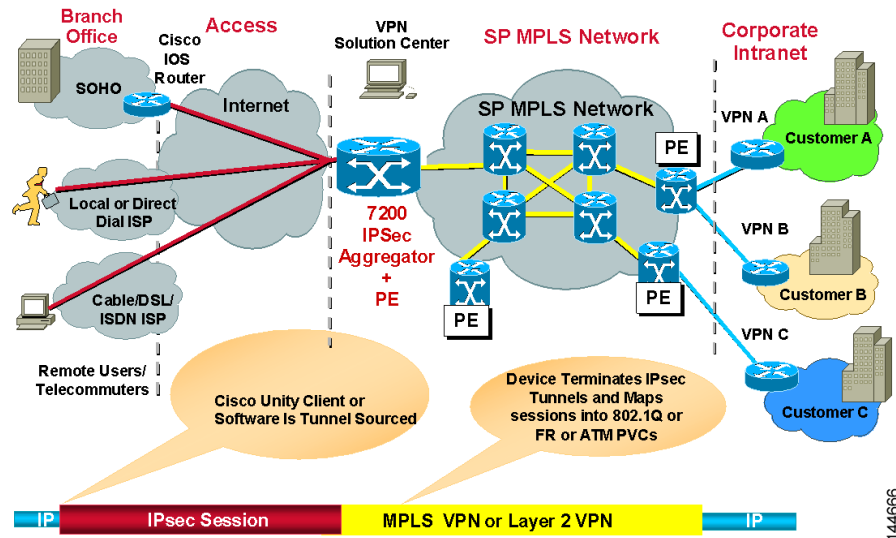 Branch
Office
Access
VPN
Solution Center
SP MPLS Network
Corporate
Intranet
Cisco
IOS
Router
SOHO
Internet
SP MPLS Network
VPN A
Customer A
PE
Local or Direct
Dial ISP
7200
IPSec
Aggregator
+
PE
VPN B
Customer B
Cable/DSL/
ISDN ISP
PE
PE
VPN C
Customer C
Remote Users/
Telecommuters
Cisco Unity Client or
Software Is Tunnel Sourced
Device Terminates IPsec
Tunnels and Maps
sessions into 802.1Q or
FR or ATM PVCs
IP
IPsec Session
MPLS VPN or Layer 2 VPN
IP
144666